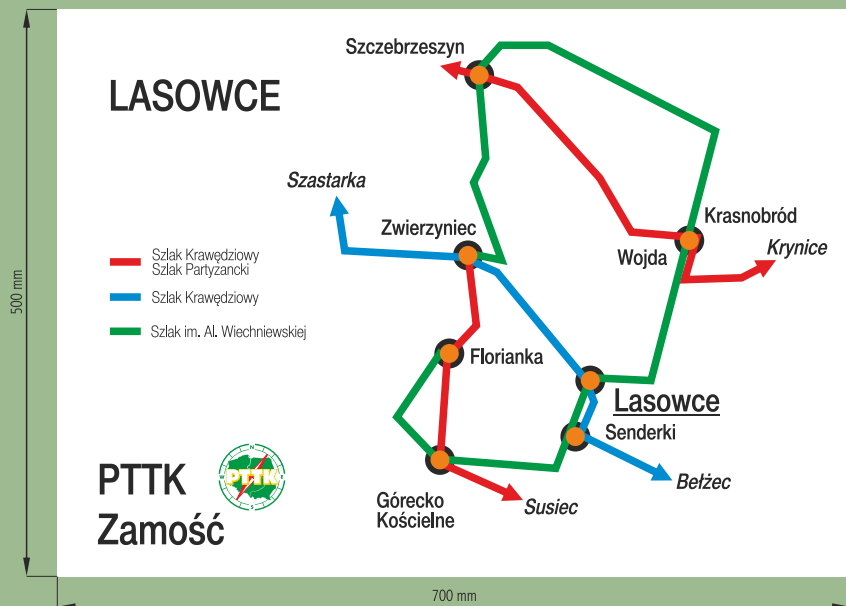 LASOWCE
Szczebrzeszyn
Szastarka
Zwierzyniec
Krasnobród
Wojda
Krynice
Szlak Krawędziowy
Szlak Partyzancki
Szlak Krawędziowy
Szlak im. Al. Wiechniewskiej
Florianka
Lasowce
Senderki
Bełżec
Górecko
Kościelne
Susiec
PTTK
Zamość
N
PTTK
S
500 mm
700 mm